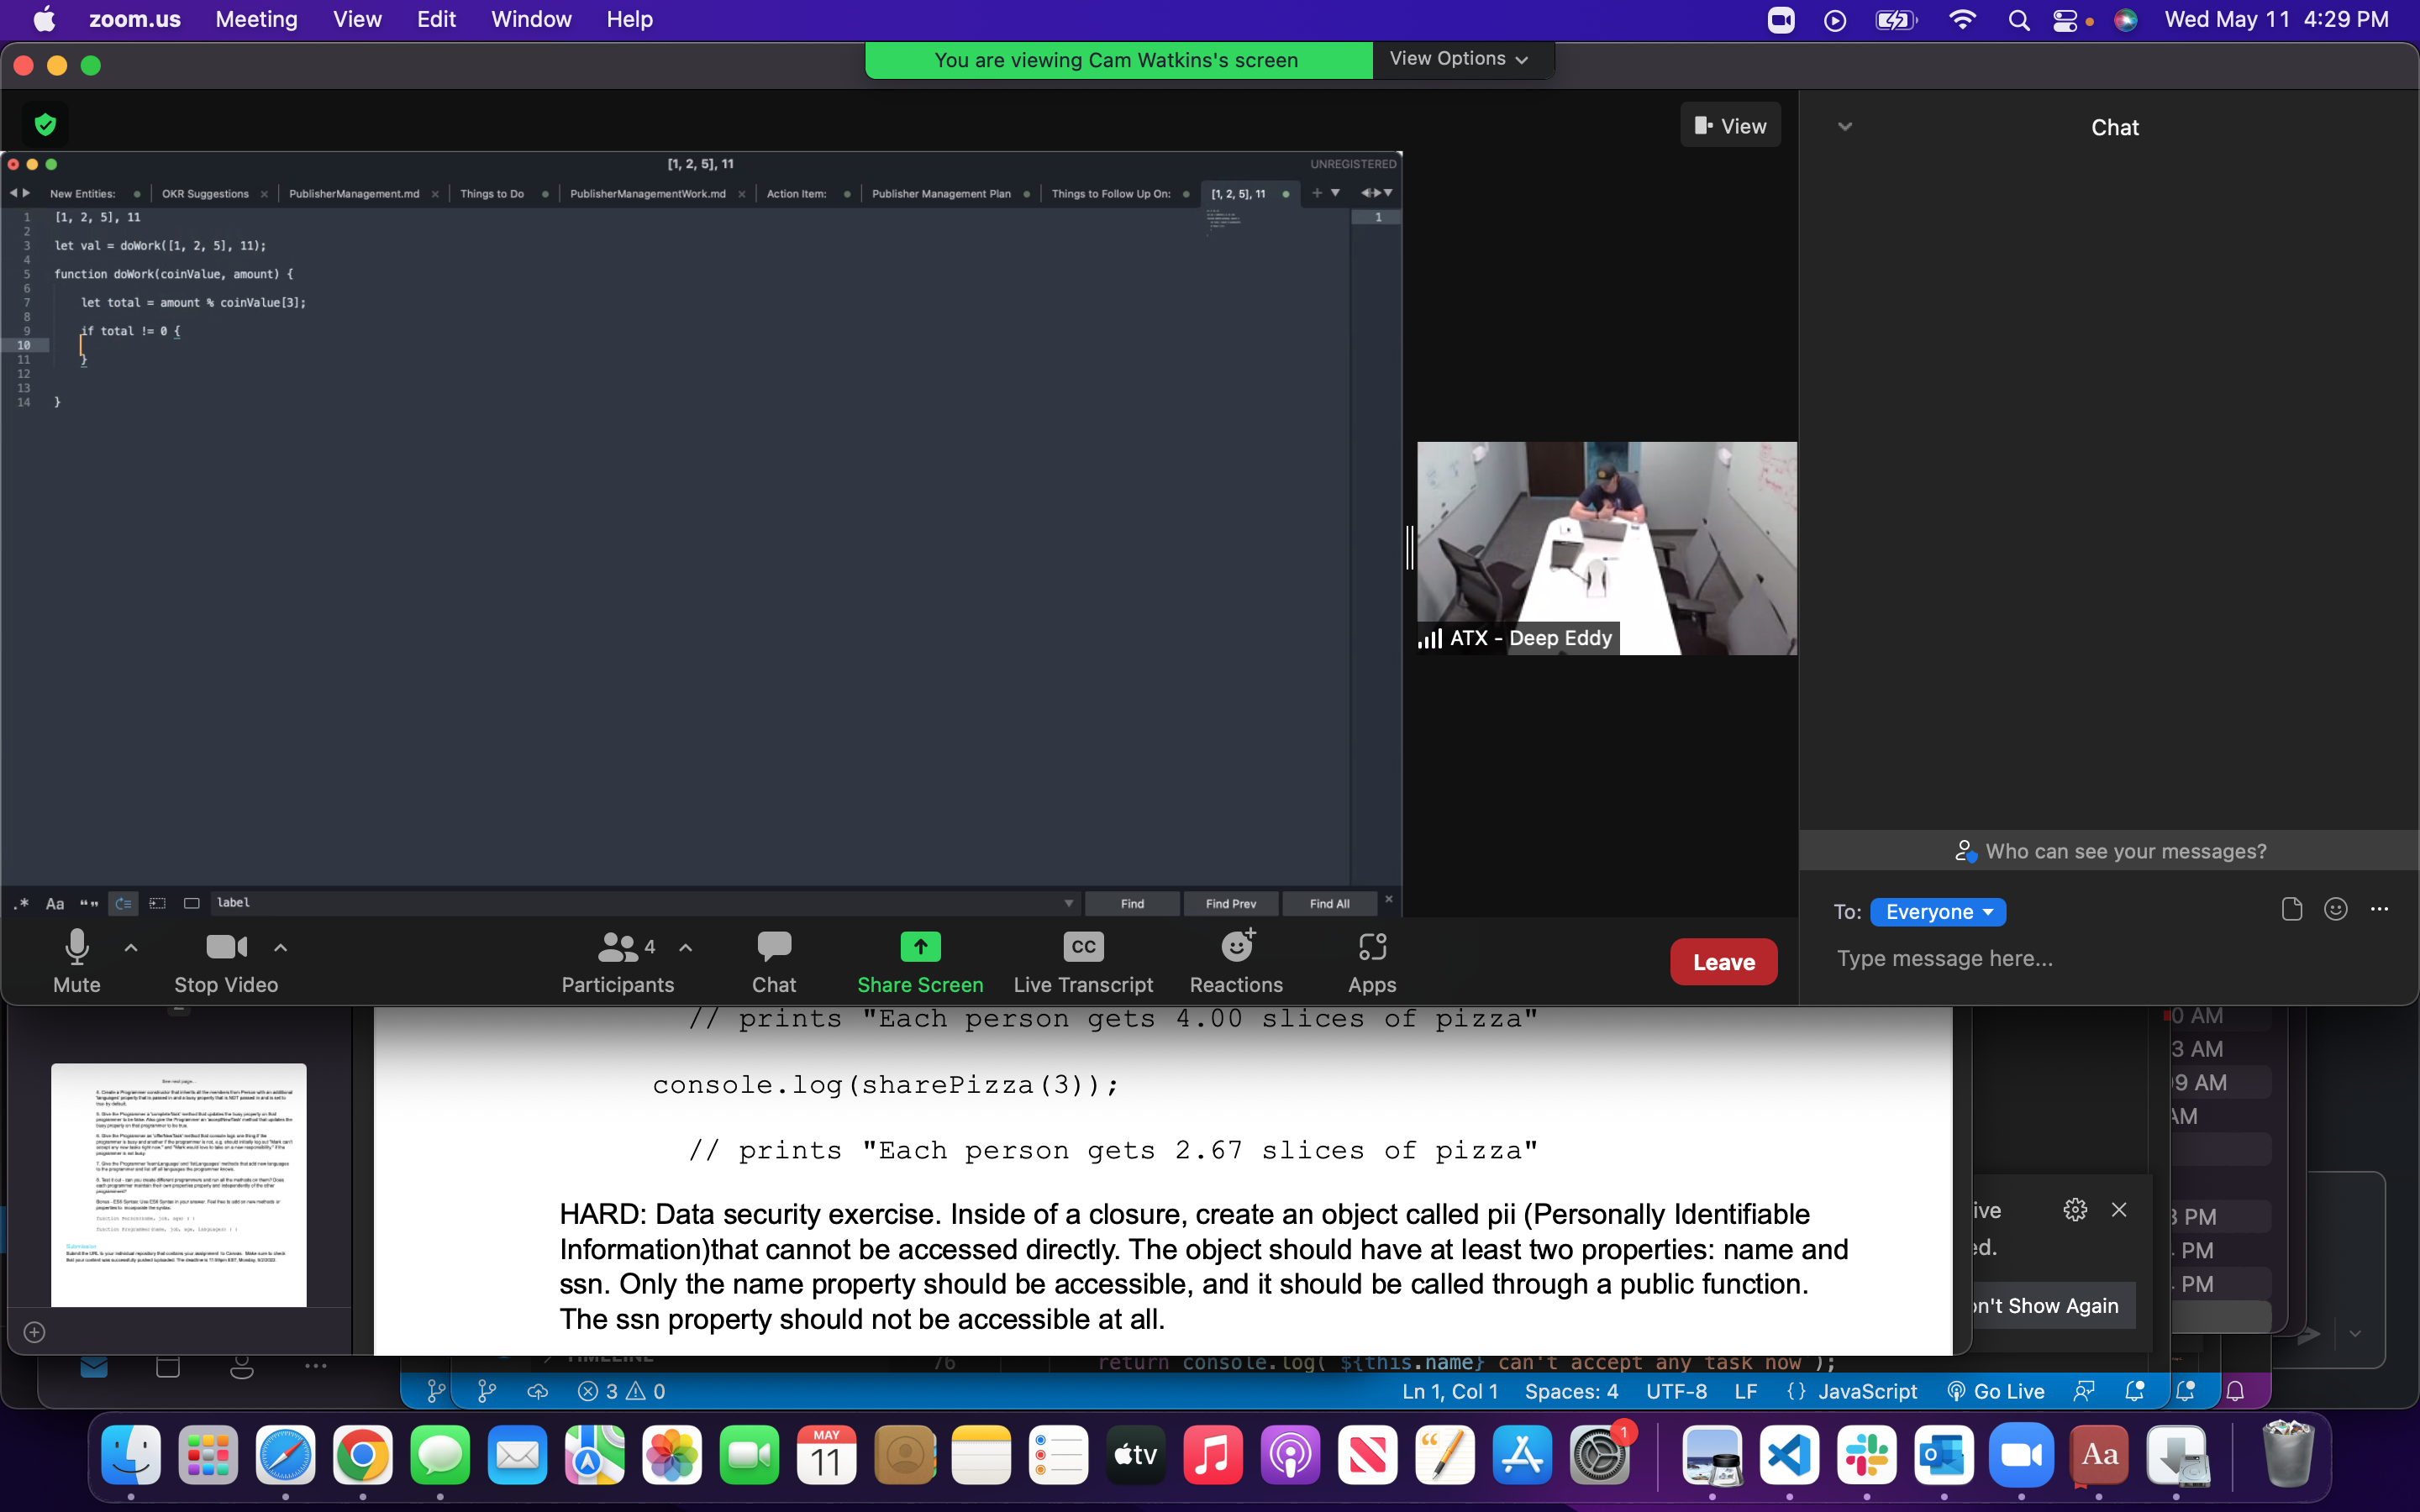 zoom.us Meeting View Edit Window Help
Wed May 11 4:29 PM
You are viewing Cam Watkins's screen
View Options
View
Chat
[1, 2, 5], 11
UNREGISTERED
New Entities:
OKR Suggestions
PublisherManagement.md
Things to Do
PublisherManagementWork.md
Action Item:
Publisher Management Plan
Things to Follow Up On:
[1, 2, 5], 11
1 [1, 2, 5], 11
2
3 let val = doWork([1, 2, 5], 11);
4
5 function doWork(coinValue, amount) {
6
7 let total = amount % coinValue[3];
8
9 if total != 0 {
10
11 }
12
13
14 }
1
ATX - Deep Eddy
Who can see your messages?
To: Everyone
Type message here...
.* Aa label
Find
Find Prev
Find All
Mute
Stop Video
4
Participants
Chat
Share Screen
CC
Live Transcript
Reactions
Apps
Leave
// prints "Each person gets 4.00 slices of pizza"
console.log(sharePizza(3));
// prints "Each person gets 2.67 slices of pizza"
HARD: Data security exercise. Inside of a closure, create an object called pii (Personally Identifiable
Information)that cannot be accessed directly. The object should have at least two properties: name and
ssn. Only the name property should be accessible, and it should be called through a public function.
The ssn property should not be accessible at all.
See next page...
0 AM
3 AM
09 AM
AM
3 PM
PM
PM
ive
ed.
on't Show Again
76 return console.log( ${this.name} can't accept any task now );
3 0
Ln 1, Col 1 Spaces: 4 UTF-8 LF {} JavaScript Go Live
MAY
11
tv
1
Aa